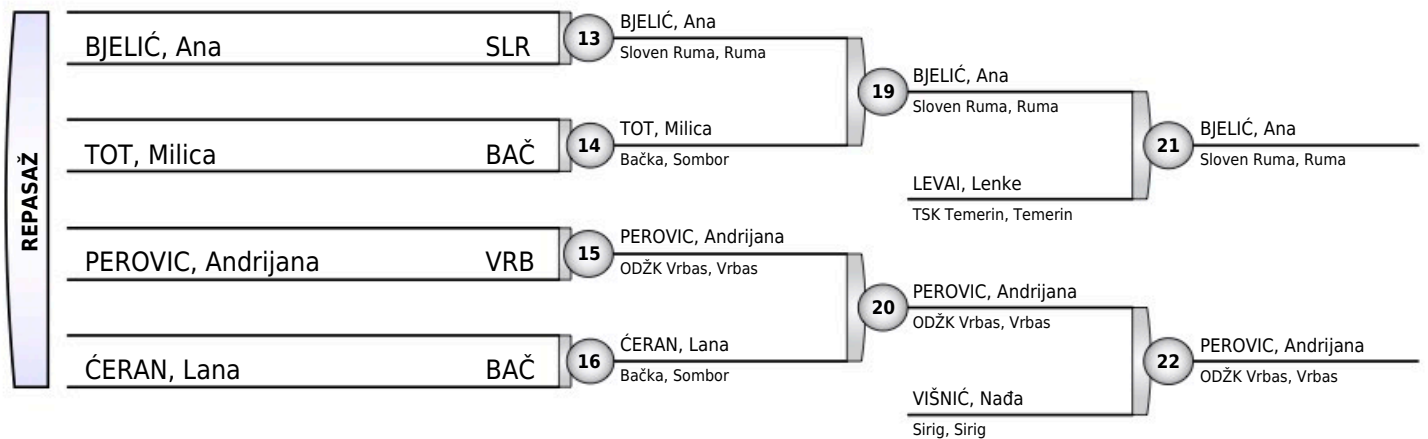 REPASAŽ
BJELIĆ, Ana SLR
TOT, Milica BAČ
PEROVIC, Andrijana VRB
ĆERAN, Lana BAČ
13
BJELIĆ, Ana
Sloven Ruma, Ruma
14
TOT, Milica
Bačka, Sombor
15
PEROVIC, Andrijana
ODŽK Vrbas, Vrbas
16
ĆERAN, Lana
Bačka, Sombor
19
BJELIĆ, Ana
Sloven Ruma, Ruma
LEVAI, Lenke
TSK Temerin, Temerin
20
PEROVIC, Andrijana
ODŽK Vrbas, Vrbas
VIŠNIĆ, Nađa
Sirig, Sirig
21
BJELIĆ, Ana
Sloven Ruma, Ruma
22
PEROVIC, Andrijana
ODŽK Vrbas, Vrbas